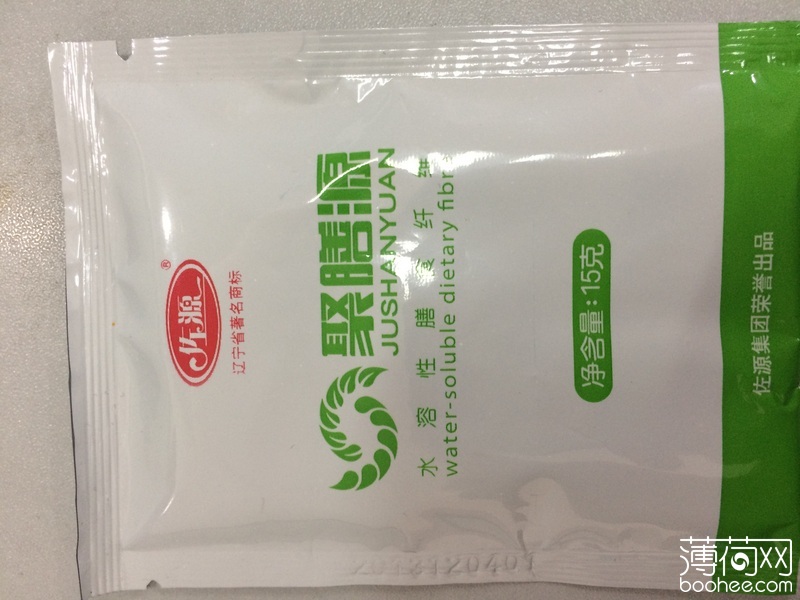 佐源
®
辽宁省著名商标
聚膳源
JUSHANYUAN
水溶性膳食纤维
water-soluble dietary fibr
净含量:15克
佐源集团荣誉出品
薄荷网
boohee.com